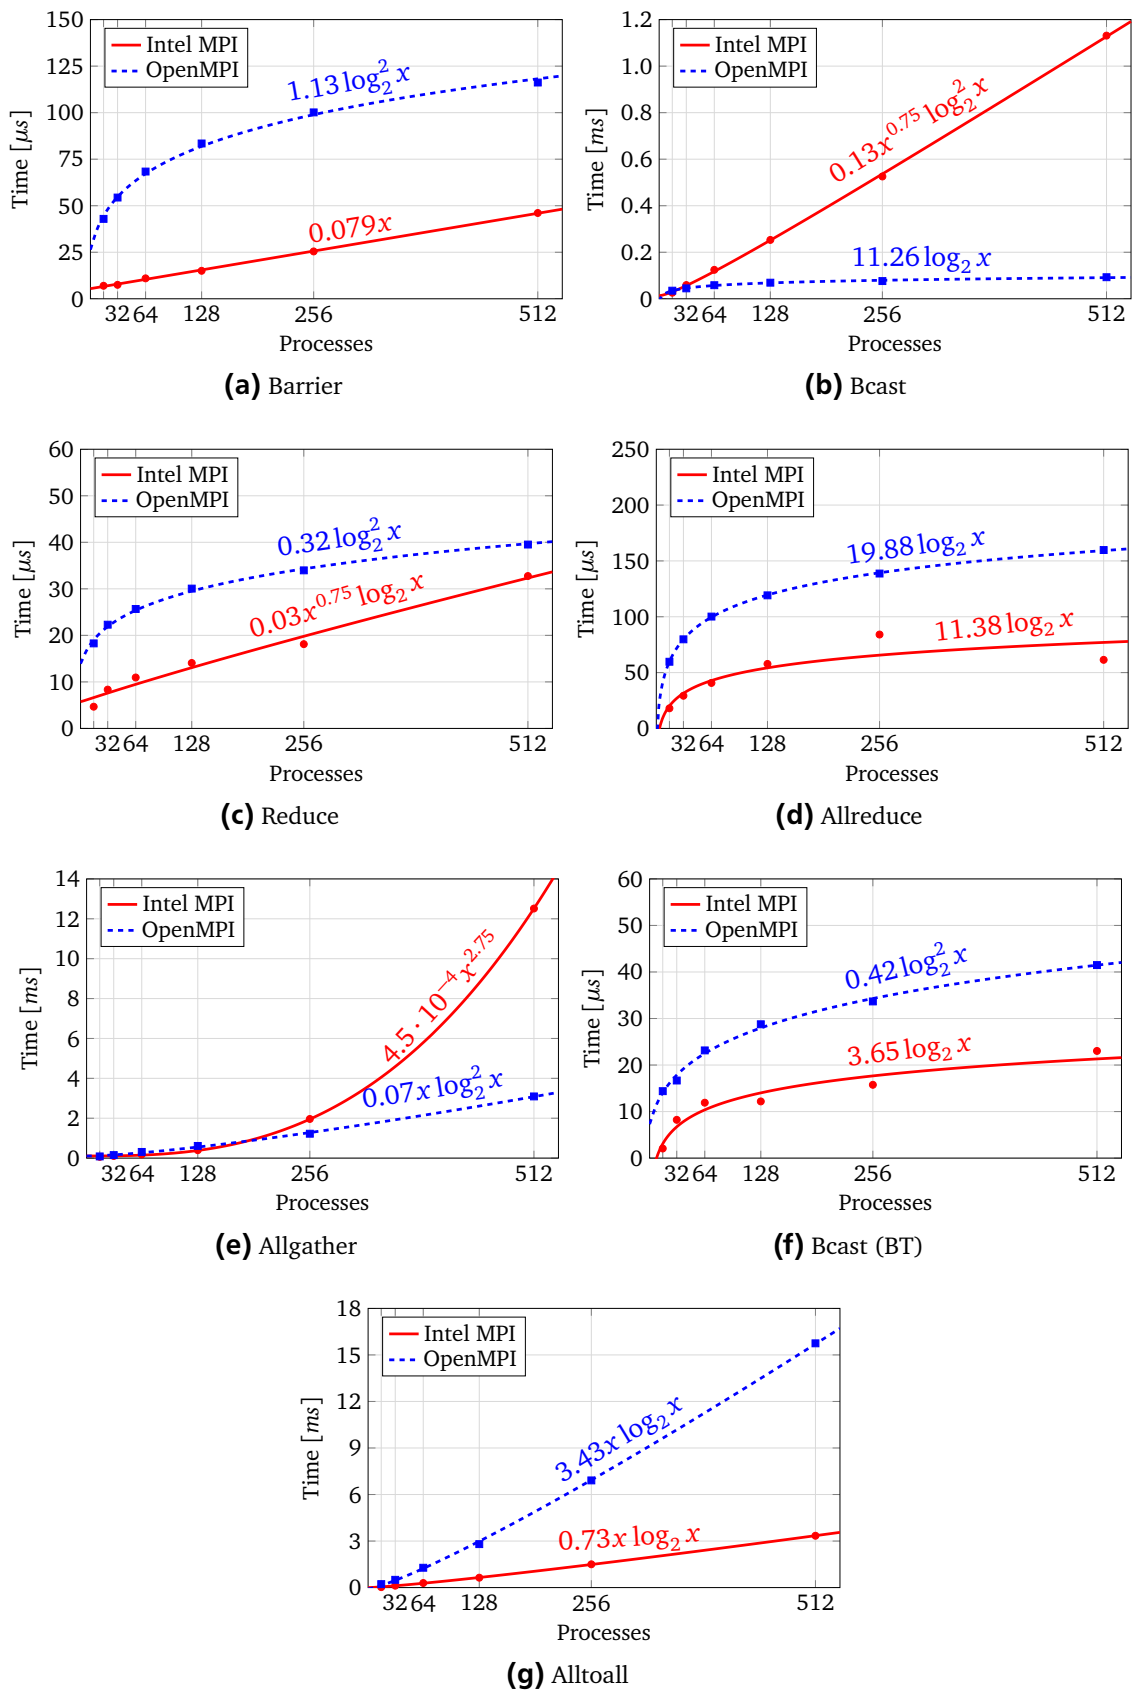 150
125
100
75
50
25
0
Time [μs]
Intel MPI
OpenMPI
1.13 log₂² x
0.079x
32 64 128 256 512
Processes
(a) Barrier
1.2
1.0
0.8
0.6
0.4
0.2
0
Time [ms]
Intel MPI
OpenMPI
0.13x^0.75 log₂² x
11.26 log₂ x
32 64 128 256 512
Processes
(b) Bcast
60
50
40
30
20
10
0
Time [μs]
Intel MPI
OpenMPI
0.32 log₂² x
0.03x^0.75 log₂ x
32 64 128 256 512
Processes
(c) Reduce
250
200
150
100
50
0
Time [μs]
Intel MPI
OpenMPI
19.88 log₂ x
11.38 log₂ x
32 64 128 256 512
Processes
(d) Allreduce
14
12
10
8
6
4
2
0
Time [ms]
Intel MPI
OpenMPI
4.5 · 10⁻⁴x^2.75
0.07x log₂² x
32 64 128 256 512
Processes
(e) Allgather
60
50
40
30
20
10
0
Time [μs]
Intel MPI
OpenMPI
0.42 log₂² x
3.65 log₂ x
32 64 128 256 512
Processes
(f) Bcast (BT)
18
15
12
9
6
3
0
Time [ms]
Intel MPI
OpenMPI
3.43x log₂ x
0.73x log₂ x
32 64 128 256 512
Processes
(g) Alltoall